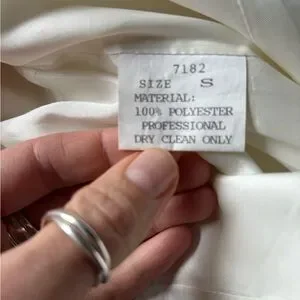 7182
SIZE S
MATERIAL:
100% POLYESTER
PROFESSIONAL
DRY CLEAN ONLY